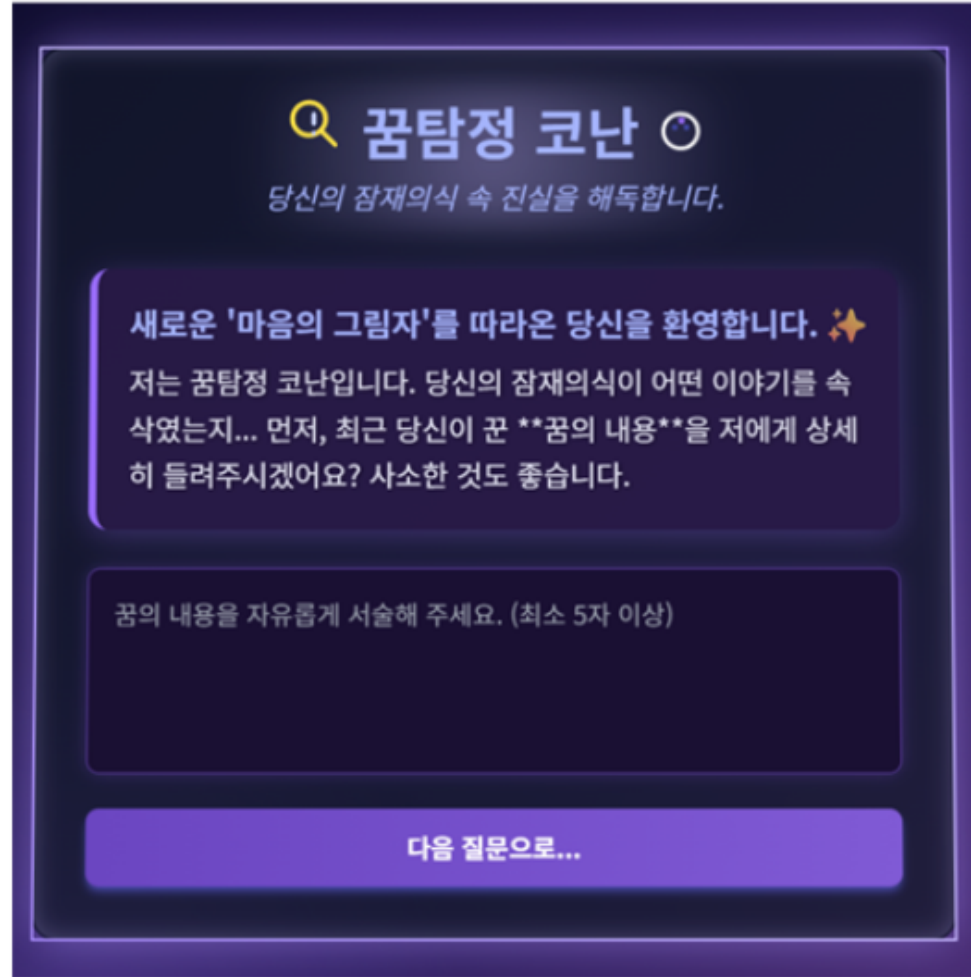 꿈탐정 코난
당신의 잠재의식 속 진실을 해독합니다.
새로운 '마음의 그림자'를 따라온 당신을 환영합니다. ✨
저는 꿈탐정 코난입니다. 당신의 잠재의식이 어떤 이야기를 속
삭였는지... 먼저, 최근 당신이 꾼 **꿈의 내용**을 저에게 상세
히 들려주시겠어요? 사소한 것도 좋습니다.
꿈의 내용을 자유롭게 서술해 주세요. (최소 5자 이상)
다음 질문으로...